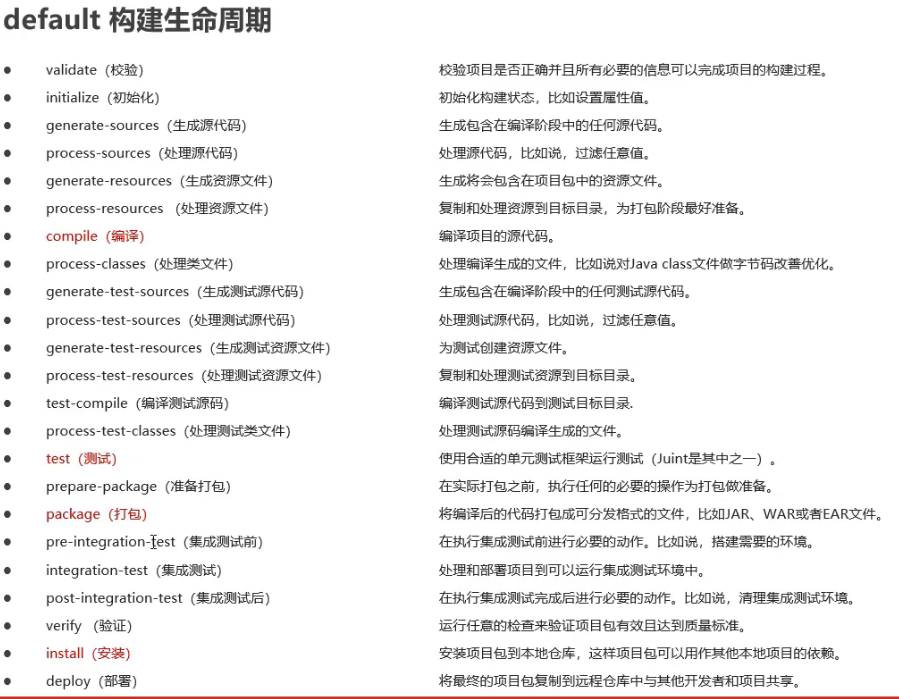 default 构建生命周期
● validate（校验） 校验项目是否正确并且所有必要的信息可以完成项目的构建过程。
● initialize（初始化） 初始化构建状态，比如设置属性值。
● generate-sources（生成源代码） 生成包含在编译阶段中的任何源代码。
● process-sources（处理源代码） 处理源代码，比如说，过滤任意值。
● generate-resources（生成资源文件） 生成将会包含在项目包中的资源文件。
● process-resources （处理资源文件） 复制和处理资源到目标目录，为打包阶段最好准备。
● compile（编译） 编译项目的源代码。
● process-classes（处理类文件） 处理编译生成的文件，比如说对Java class文件做字节码改善优化。
● generate-test-sources（生成测试源代码） 生成包含在编译阶段中的任何测试源代码。
● process-test-sources（处理测试源代码） 处理测试源代码，比如说，过滤任意值。
● generate-test-resources（生成测试资源文件） 为测试创建资源文件。
● process-test-resources（处理测试资源文件） 复制和处理测试资源到目标目录。
● test-compile（编译测试源码） 编译测试源代码到测试目标目录.
● process-test-classes（处理测试类文件） 处理测试源码编译生成的文件。
● test（测试） 使用合适的单元测试框架运行测试（Juint是其中之一）。
● prepare-package（准备打包） 在实际打包之前，执行任何的必要的操作为打包做准备。
● package（打包） 将编译后的代码打包成可分发格式的文件，比如JAR、WAR或者EAR文件。
● pre-integration-test（集成测试前） 在执行集成测试前进行必要的动作。比如说，搭建需要的环境。
● integration-test（集成测试） 处理和部署项目到可以运行集成测试环境中。
● post-integration-test（集成测试后） 在执行集成测试完成后进行必要的动作。比如说，清理集成测试环境。
● verify （验证） 运行任意的检查来验证项目包有效且达到质量标准。
● install（安装） 安装项目包到本地仓库，这样项目包可以用作其他本地项目的依赖。
● deploy（部署） 将最终的项目包复制到远程仓库中与其他开发者和项目共享。